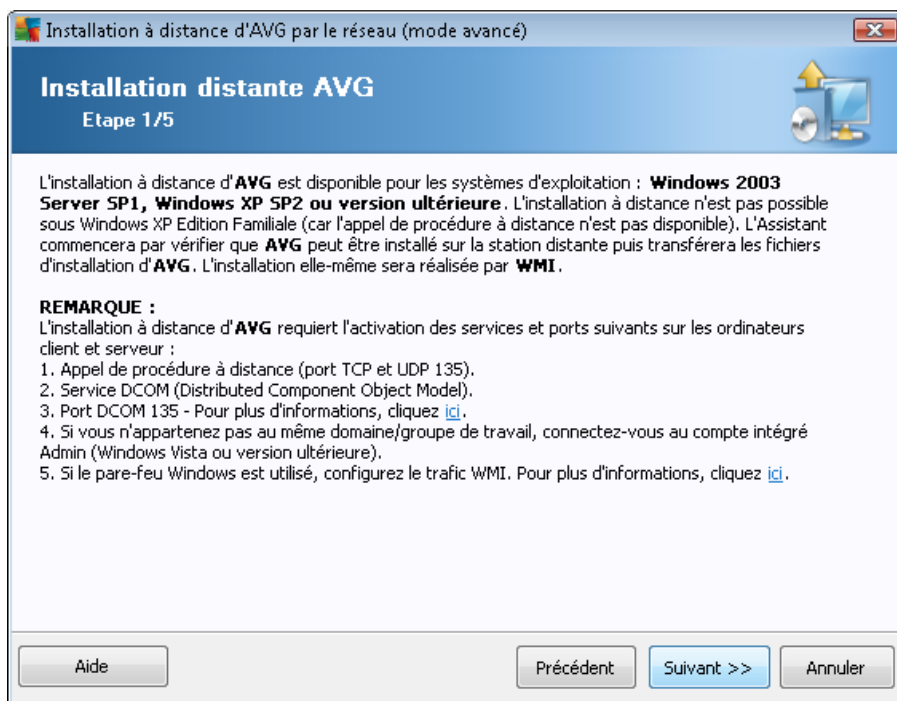 Installation à distance d'AVG par le réseau (mode avancé)
Installation distante AVG
Etape 1/5
L'installation à distance d'AVG est disponible pour les systèmes d'exploitation : Windows 2003
Server SP1, Windows XP SP2 ou version ultérieure. L'installation à distance n'est pas possible
sous Windows XP Edition Familiale (car l'appel de procédure à distance n'est pas disponible). L'Assistant
commencera par vérifier que AVG peut être installé sur la station distante puis transférera les fichiers
d'installation d'AVG. L'installation elle-même sera réalisée par WMI.
REMARQUE :
L'installation à distance d'AVG requiert l'activation des services et ports suivants sur les ordinateurs
client et serveur :
1. Appel de procédure à distance (port TCP et UDP 135).
2. Service DCOM (Distributed Component Object Model).
3. Port DCOM 135 - Pour plus d'informations, cliquez ici.
4. Si vous n'appartenez pas au même domaine/groupe de travail, connectez-vous au compte intégré
Admin (Windows Vista ou version ultérieure).
5. Si le pare-feu Windows est utilisé, configurez le trafic WMI. Pour plus d'informations, cliquez ici.
Aide
Précédent
Suivant >>
Annuler